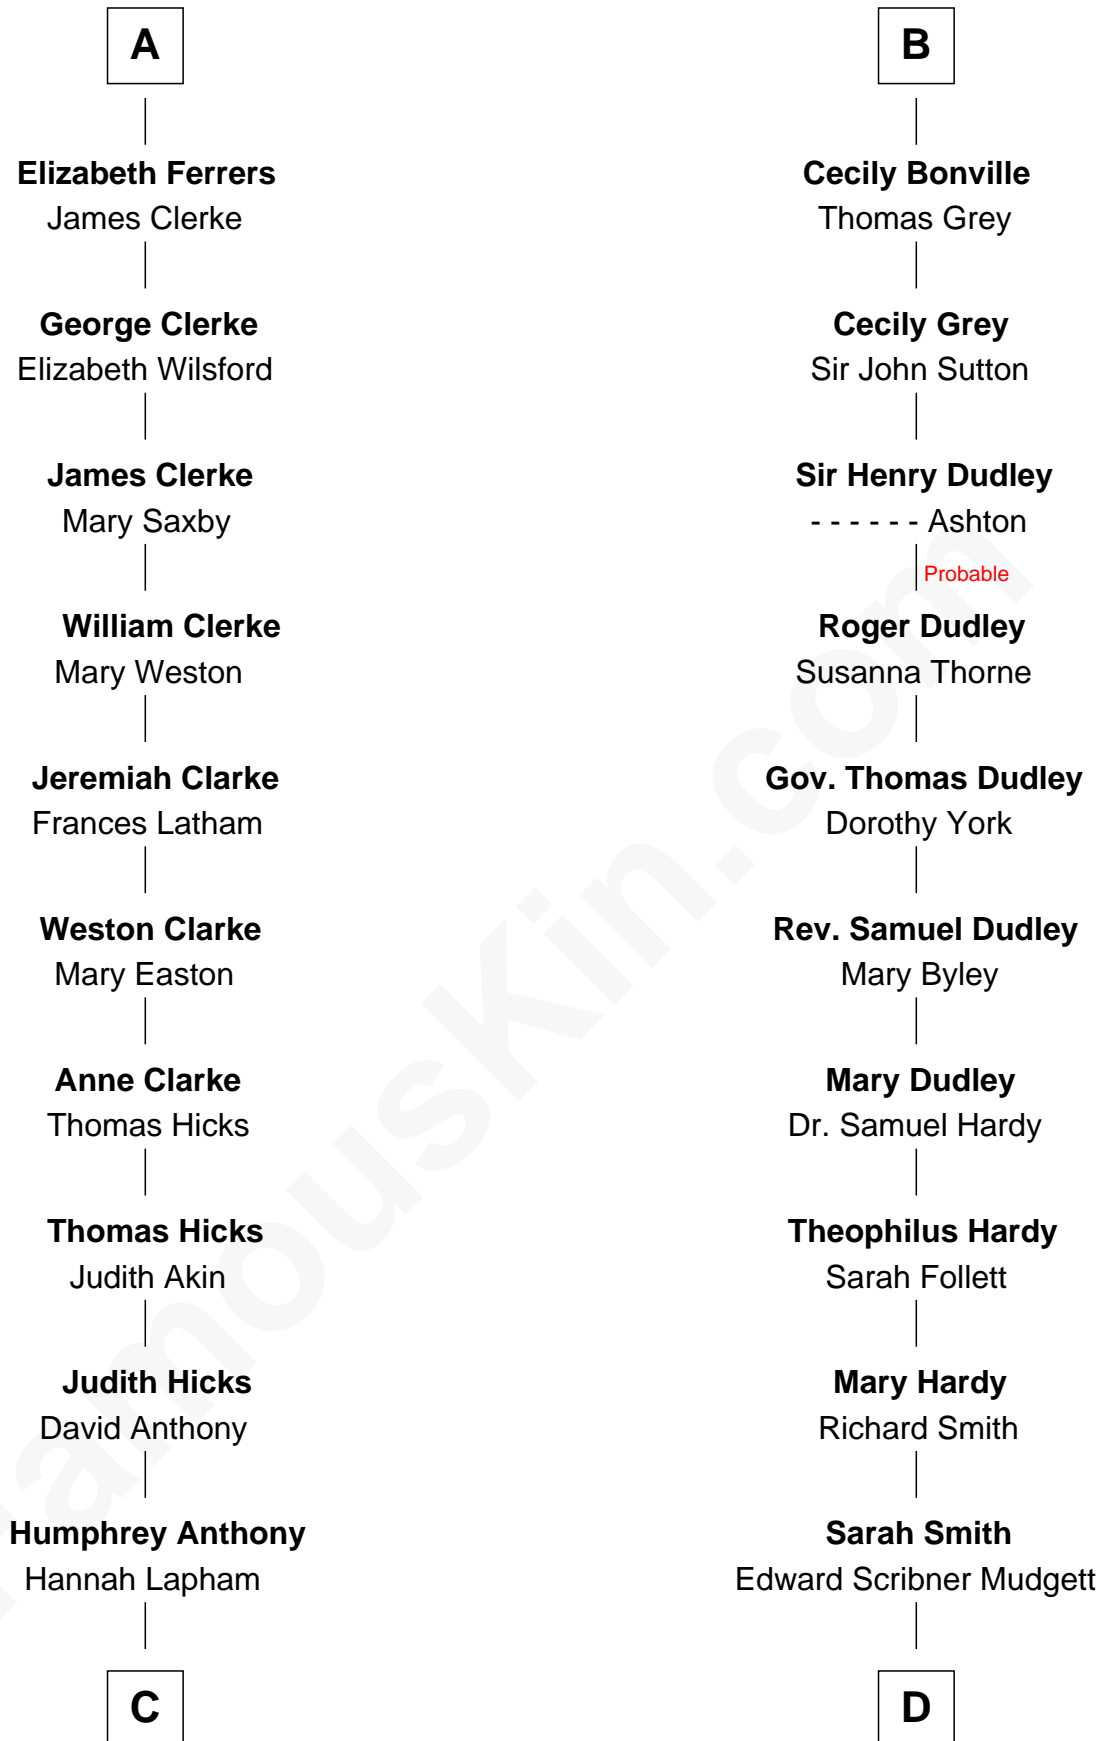 A
Elizabeth Ferrers
James Clerke
George Clerke
Elizabeth Wilsford
James Clerke
Mary Saxby
William Clerke
Mary Weston
Jeremiah Clarke
Frances Latham
Weston Clarke
Mary Easton
Anne Clarke
Thomas Hicks
Thomas Hicks
Judith Akin
Judith Hicks
David Anthony
Humphrey Anthony
Hannah Lapham
C
B
Cecily Bonville
Thomas Grey
Cecily Grey
Sir John Sutton
Sir Henry Dudley
- - - - - - Ashton
Probable
Roger Dudley
Susanna Thorne
Gov. Thomas Dudley
Dorothy York
Rev. Samuel Dudley
Mary Byley
Mary Dudley
Dr. Samuel Hardy
Theophilus Hardy
Sarah Follett
Mary Hardy
Richard Smith
Sarah Smith
Edward Scribner Mudgett
D
FamousKin.com